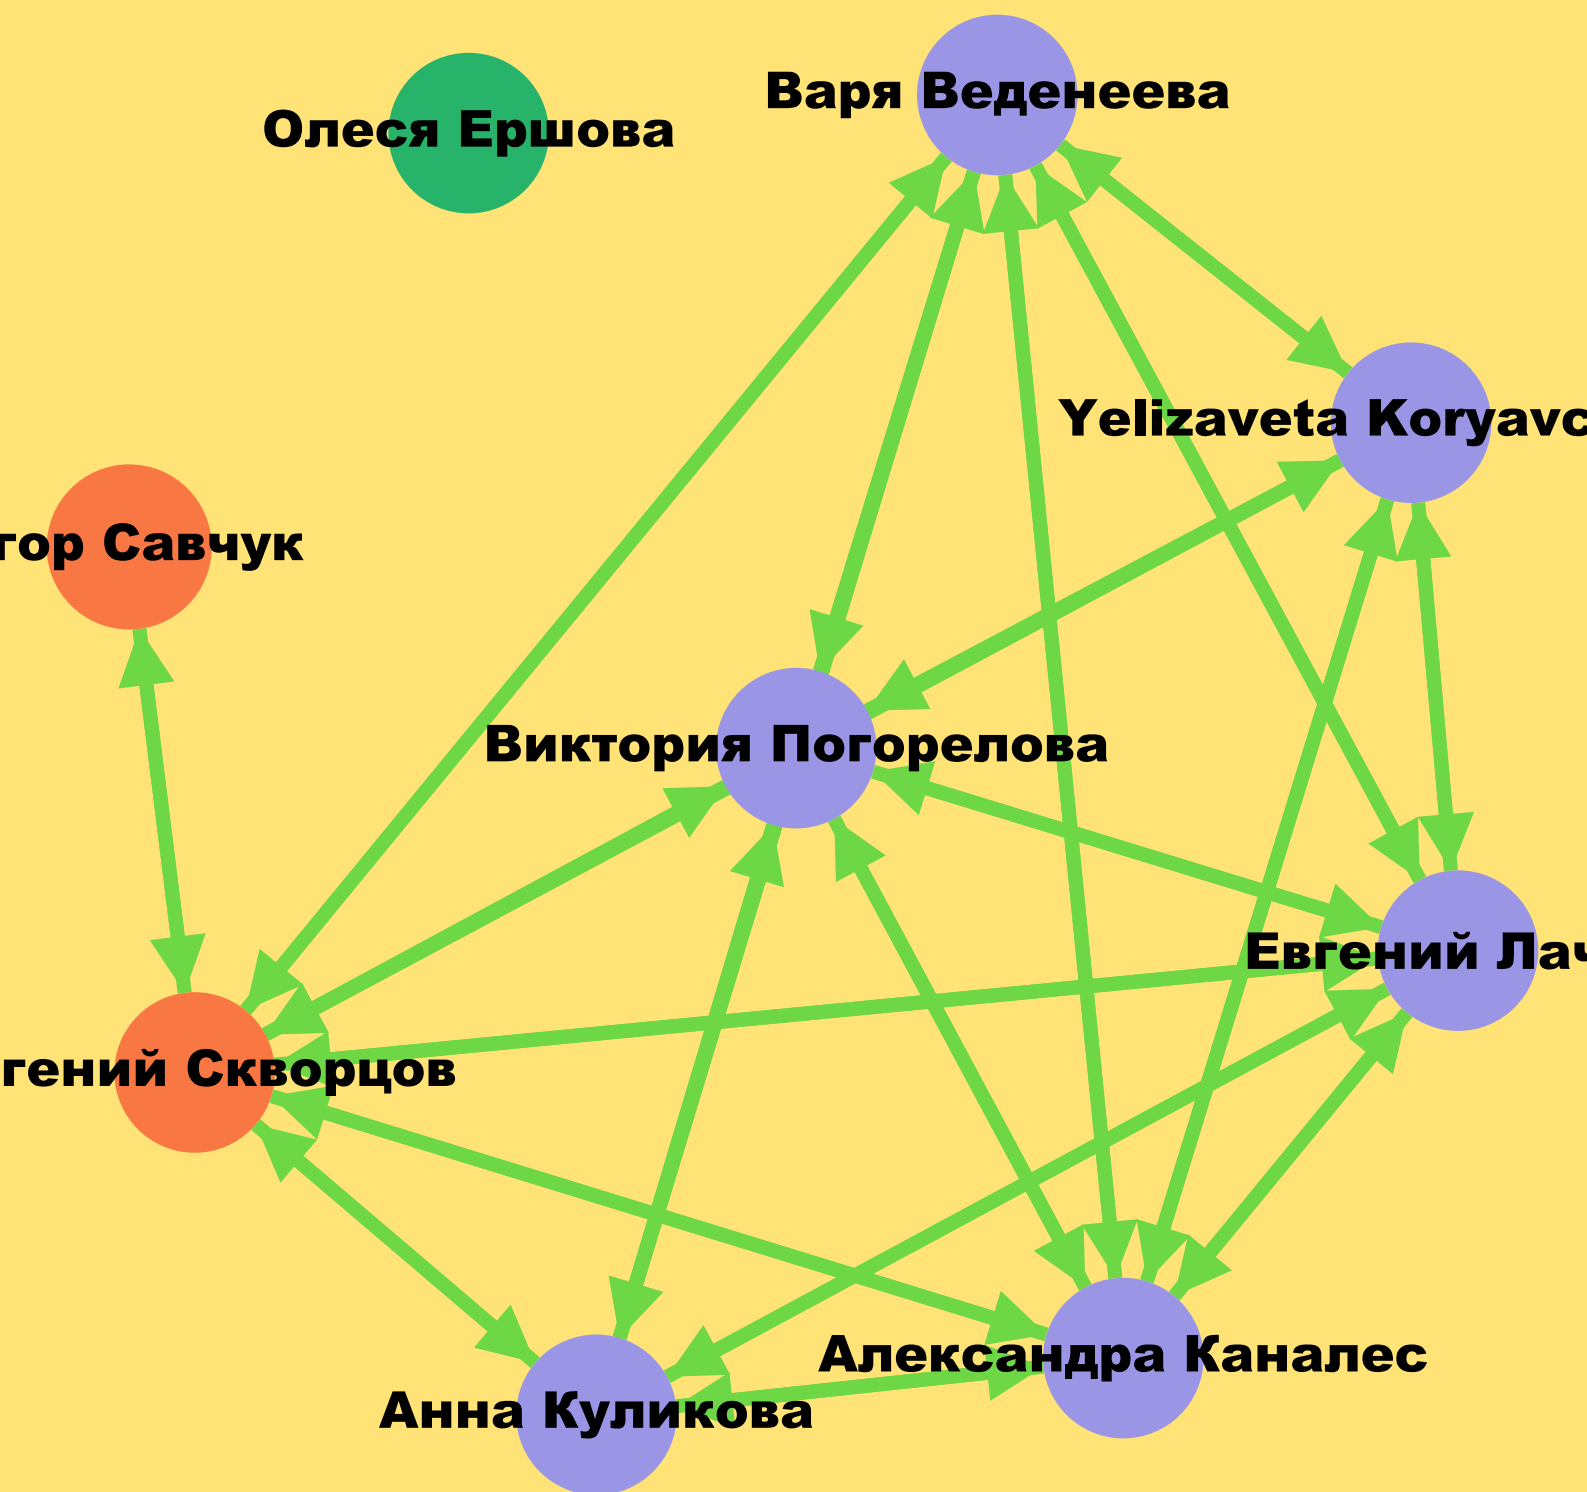 Варя Веденеева
Олеся Ершова
Yelizaveta Koryavc
гор Савчук
Виктория Погорелова
Евгений Лач
гений Скворцов
Александра Каналес
Анна Куликова